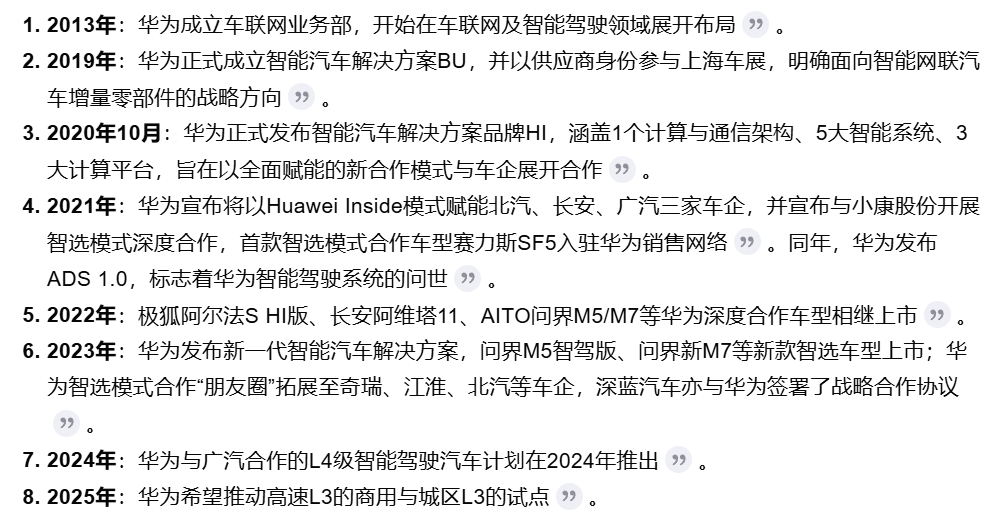 1. 2013年：华为成立车联网业务部，开始在车联网及智能驾驶领域展开布局 ” 。
2. 2019年：华为正式成立智能汽车解决方案BU，并以供应商身份参与上海车展，明确面向智能网联汽
车增量零部件的战略方向 ” 。
3. 2020年10月：华为正式发布智能汽车解决方案品牌HI，涵盖1个计算与通信架构、5大智能系统、3
大计算平台，旨在以全面赋能的新合作模式与车企展开合作 ” 。
4. 2021年：华为宣布将以Huawei Inside模式赋能北汽、长安、广汽三家车企，并宣布与小康股份开展
智选模式深度合作，首款智选模式合作车型赛力斯SF5入驻华为销售网络 ” 。同年，华为发布
ADS 1.0，标志着华为智能驾驶系统的问世 ” 。
5. 2022年：极狐阿尔法S HI版、长安阿维塔11、AITO问界M5/M7等华为深度合作车型相继上市 ” 。
6. 2023年：华为发布新一代智能汽车解决方案，问界M5智驾版、问界新M7等新款智选车型上市；华
为智选模式合作“朋友圈”拓展至奇瑞、江淮、北汽等车企，深蓝汽车亦与华为签署了战略合作协议
” 。
7. 2024年：华为与广汽合作的L4级智能驾驶汽车计划在2024年推出 ” 。
8. 2025年：华为希望推动高速L3的商用与城区L3的试点 ” 。